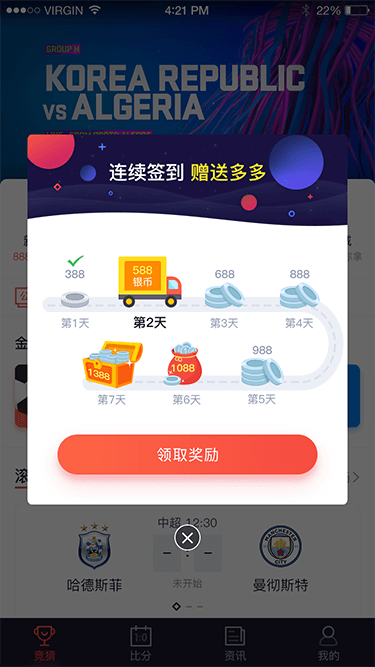 VIRGIN
4:21 PM
22%
GROUP H
KOREA REPUBLIC
VS ALGERIA
连续签到 赠送多多
388
588
银币
688
888
第1天
第2天
第3天
第4天
1388
1088
988
第7天
第6天
第5天
领取奖励
中超 12:30
哈德斯菲
- : -
未开始
曼彻斯特
竞猜
比分
资讯
我的